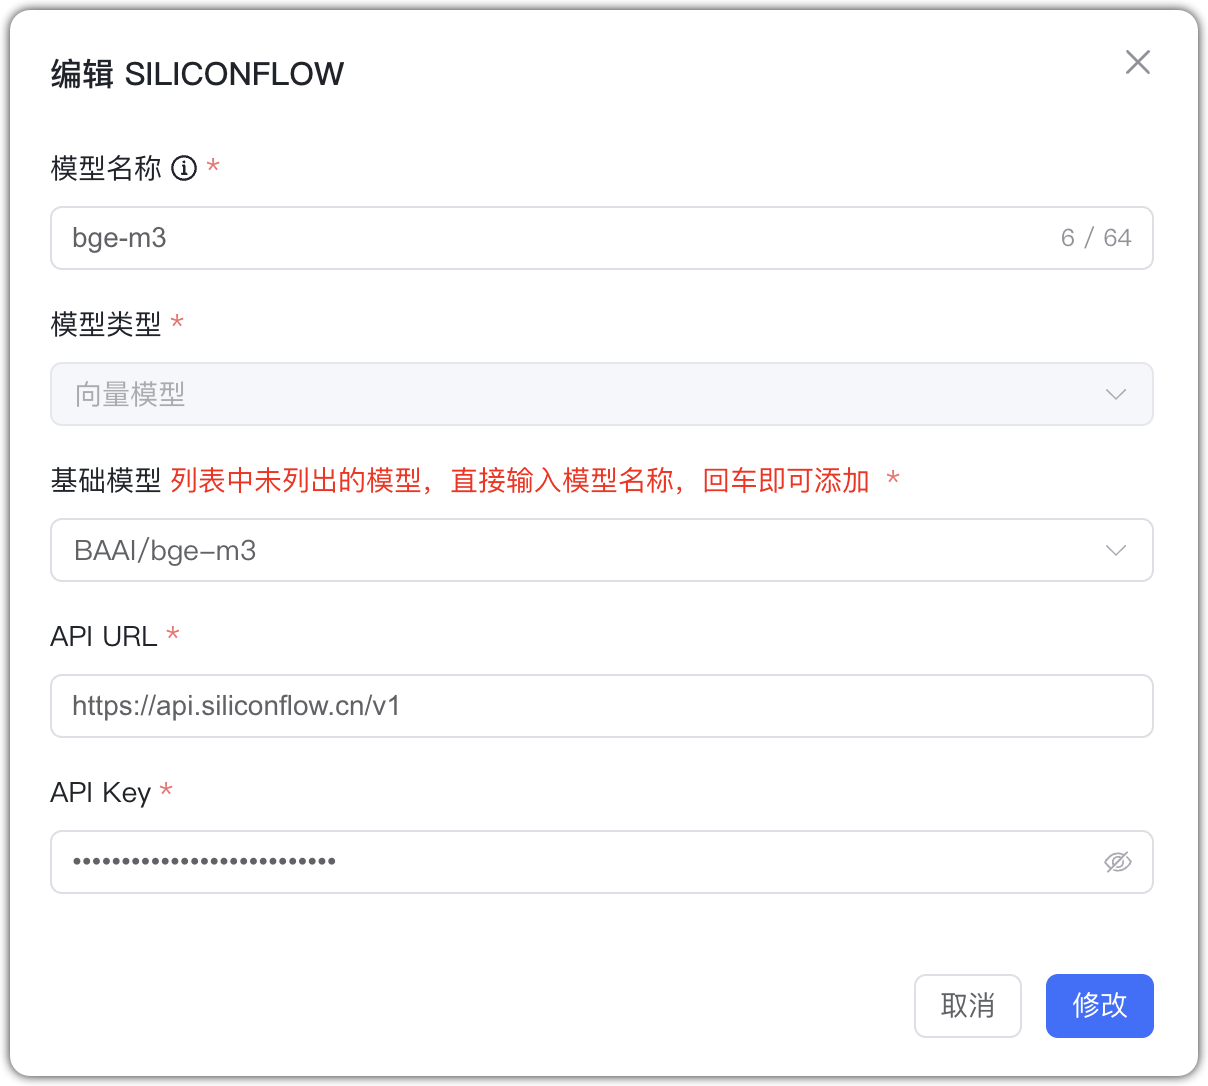 编辑 SILICONFLOW
模型名称 *
bge-m3 6 / 64
模型类型 *
向量模型
基础模型 列表中未列出的模型，直接输入模型名称，回车即可添加 *
BAAI/bge-m3
API URL *
https://api.siliconflow.cn/v1
API Key *
•••••••••••••••••••••••••••
取消 修改